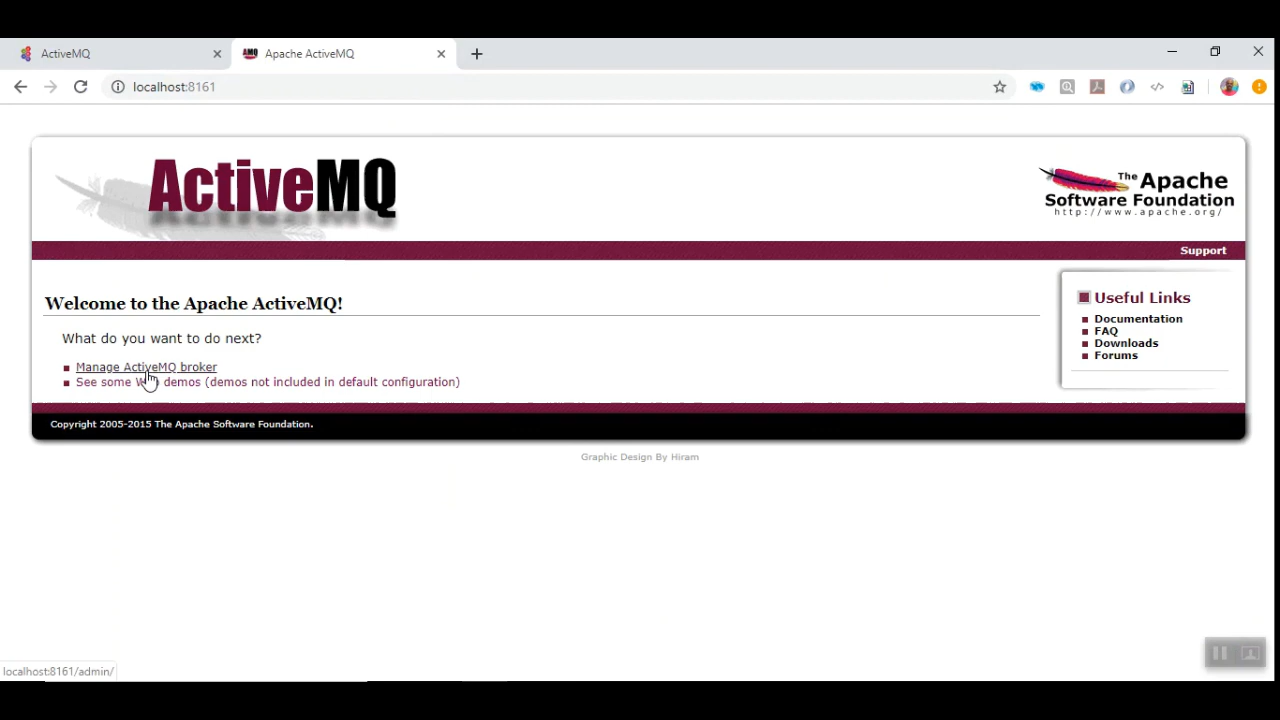 ActiveMQ
Apache ActiveMQ
localhost:8161
ActiveMQ
The Apache
Software Foundation
http://www.apache.org/
Support
Welcome to the Apache ActiveMQ!
What do you want to do next?
Manage ActiveMQ broker
See some Web demos (demos not included in default configuration)
Useful Links
Documentation
FAQ
Downloads
Forums
Copyright 2005-2015 The Apache Software Foundation.
Graphic Design By Hiram
localhost:8161/admin/